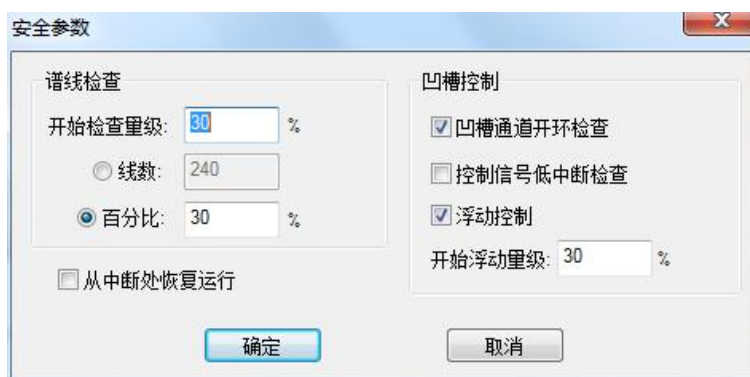 安全参数
谱线检查
开始检查量级: 30 %
线数: 240
百分比: 30 %
从中断处恢复运行
凹槽控制
凹槽通道开环检查
控制信号低中断检查
浮动控制
开始浮动量级: 30 %
确定
取消